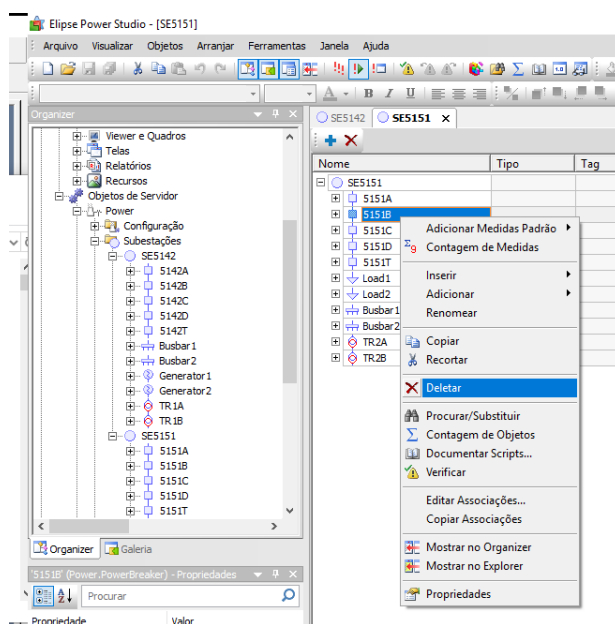 Elipse Power Studio - [SE5151]
Arquivo Visualizar Objetos Arranjar Ferramentas Janela Ajuda
Organizer
Viewer e Quadros
Telas
Relatórios
Recursos
Objetos de Servidor
Power
Configuração
Subestações
SE5142
5142A
5142B
5142C
5142D
5142T
Busbar1
Busbar2
Generator1
Generator2
TR1A
TR1B
SE5151
5151A
5151B
5151C
5151D
5151T
Organizer Galeria
'5151B' (Power.PowerBreaker) - Propriedades
Procurar
Propriedade Valor
SE5142 SE5151
Nome Tipo Tag
SE5151
5151A
5151B
5151C
5151D
5151T
Load1
Load2
Busbar1
Busbar2
TR2A
TR2B
Adicionar Medidas Padrão
Contagem de Medidas
Inserir
Adicionar
Renomear
Copiar
Recortar
Deletar
Procurar/Substituir
Contagem de Objetos
Documentar Scripts...
Verificar
Editar Associações...
Copiar Associações
Mostrar no Organizer
Mostrar no Explorer
Propriedades